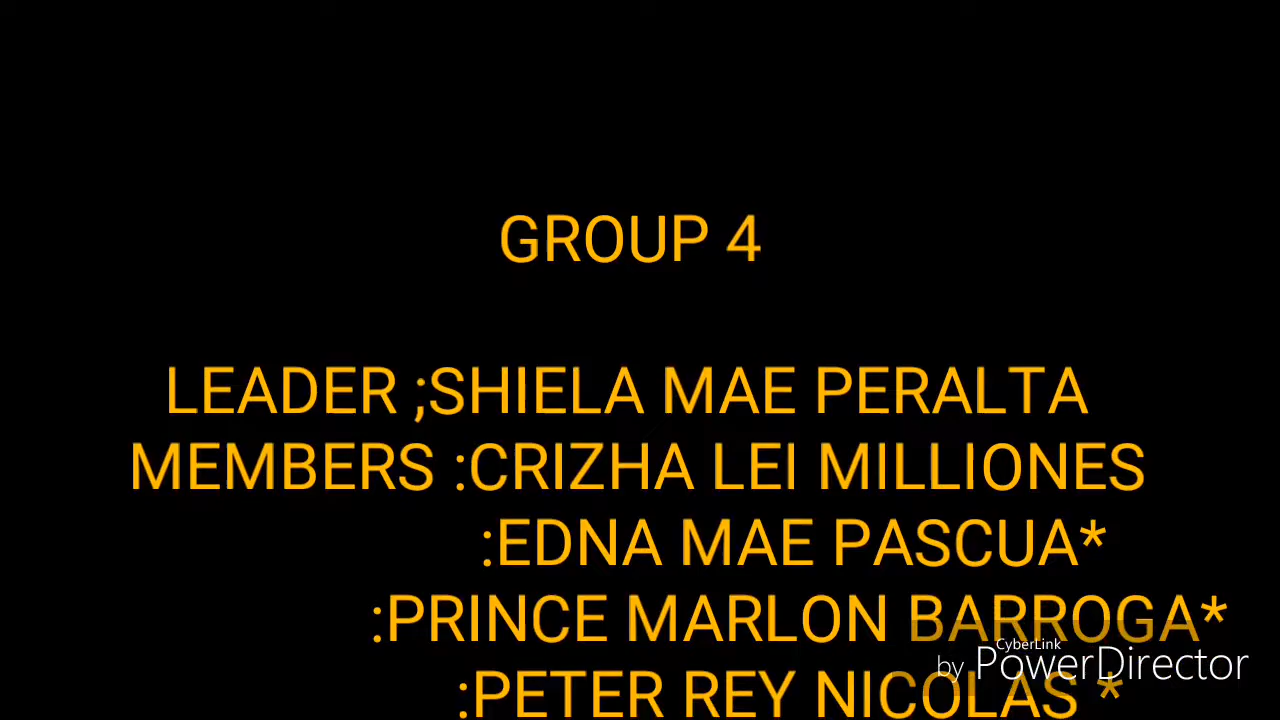 GROUP 4
LEADER ;SHIELA MAE PERALTA
MEMBERS :CRIZHA LEI MILLIONES
:EDNA MAE PASCUA*
:PRINCE MARLON BARROGA*
:PETER REY NICOLAS *
CyberLink
by PowerDirector